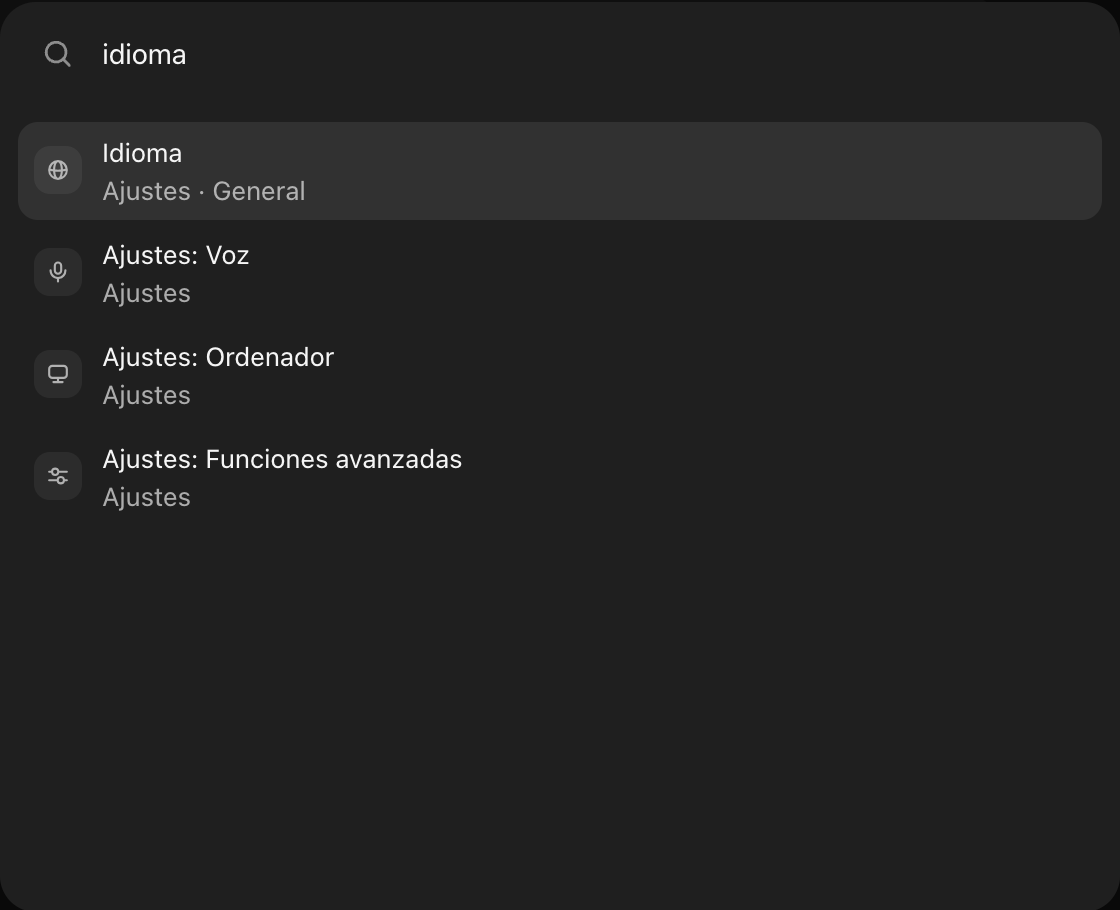 idioma
Idioma
Ajustes · General
Ajustes: Voz
Ajustes
Ajustes: Ordenador
Ajustes
Ajustes: Funciones avanzadas
Ajustes